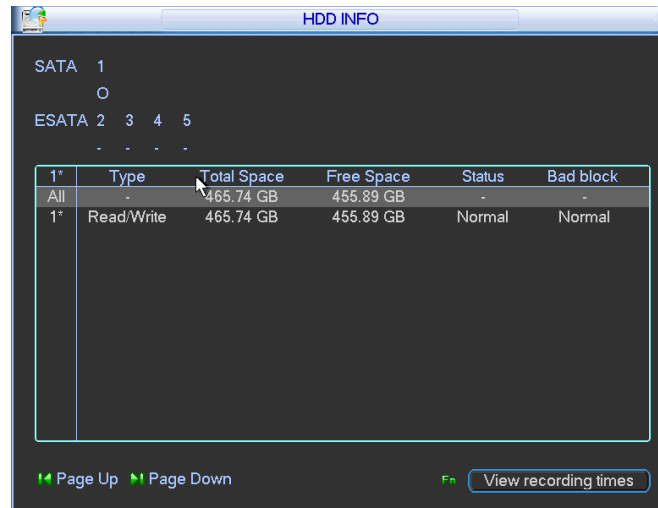 HDD INFO
SATA 1
O
ESATA 2 3 4 5
- - - -
1* Type Total Space Free Space Status Bad block
All - 465.74 GB 455.89 GB - -
1* Read/Write 465.74 GB 455.89 GB Normal Normal
Page Up Page Down Fn View recording times